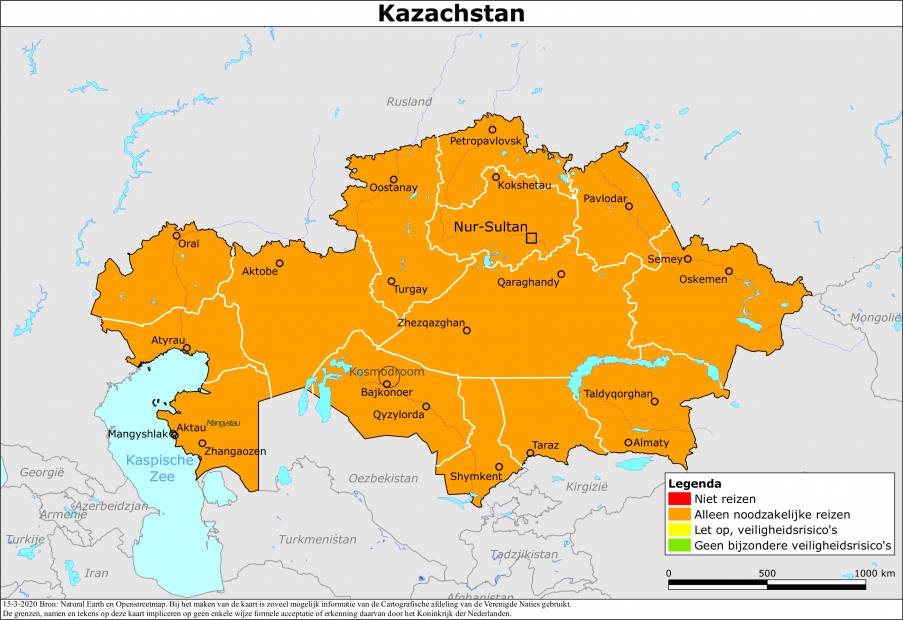 Kazachstan
Rusland
Petropavlovsk
Kokshetau
Oostanay
Pavlodar
Nur-Sultan
Oral
Aktobe
Semey
Oskemen
Qaraghandy
Turgay
Mongolië
Zhezqazghan
Atyrau
Kosmodroom
Bajkonoer
Taldyqorghan
Qyzylorda
Mangystau
Aktau
Mangyshlak
Zhangaozen
Almaty
Taraz
Kaspische
Zee
Shymkent
Georgië
Oezbekistan
Kirgizië
Azerbeidzjan
Armenië
Turkije
Turkmenistan
Tadzjikistan
Iran
Afghanistan
Legenda
Niet reizen
Alleen noodzakelijke reizen
Let op, veiligheidsrisico's
Geen bijzondere veiligheidsrisico's
0 500 1000 km
15-3-2020 Bron: Natural Earth en Openstreetmap. Bij het maken van de kaart is zoveel mogelijk informatie van de Cartografische afdeling van de Verenigde Naties gebruikt.
De grenzen, namen en tekens op deze kaart impliceren op geen enkele wijze formele acceptatie of erkenning daarvan door het Koninkrijk der Nederlanden.